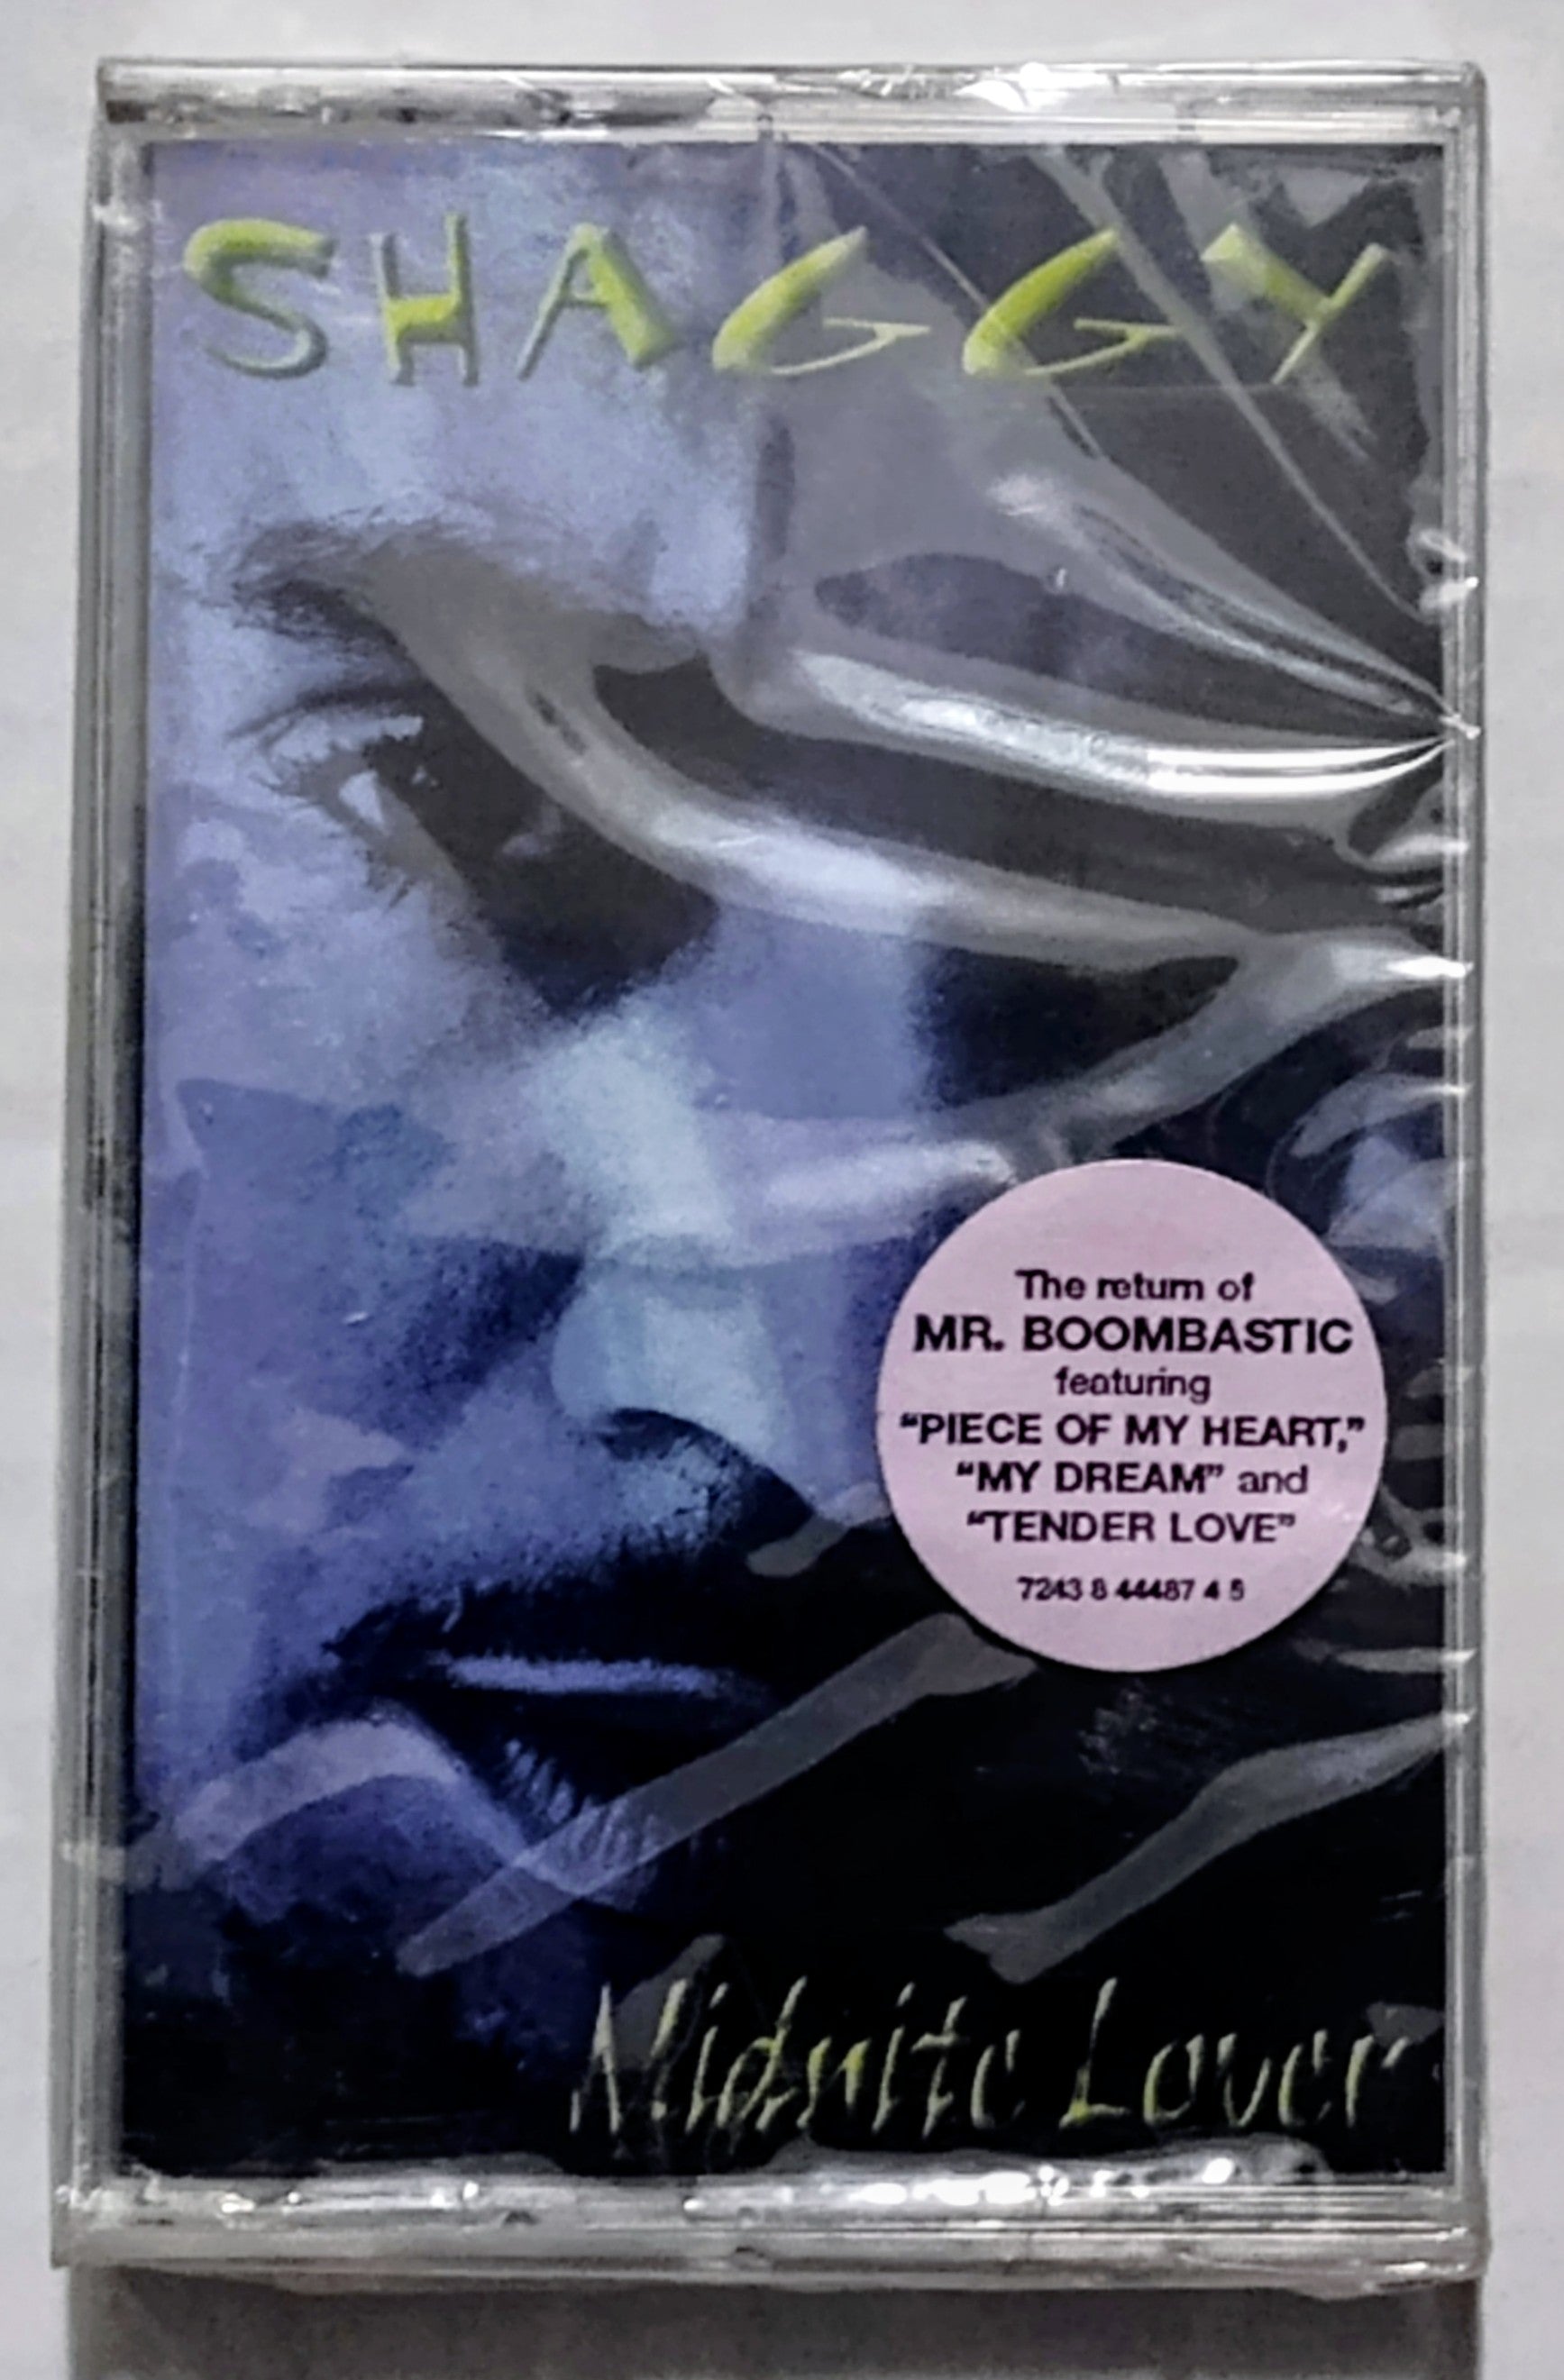 SHAGGY
The return of
MR. BOOMBASTIC
featuring
“PIECE OF MY HEART,”
“MY DREAM” and
“TENDER LOVE”
7243 8 44487 4 5
Midnite Lover